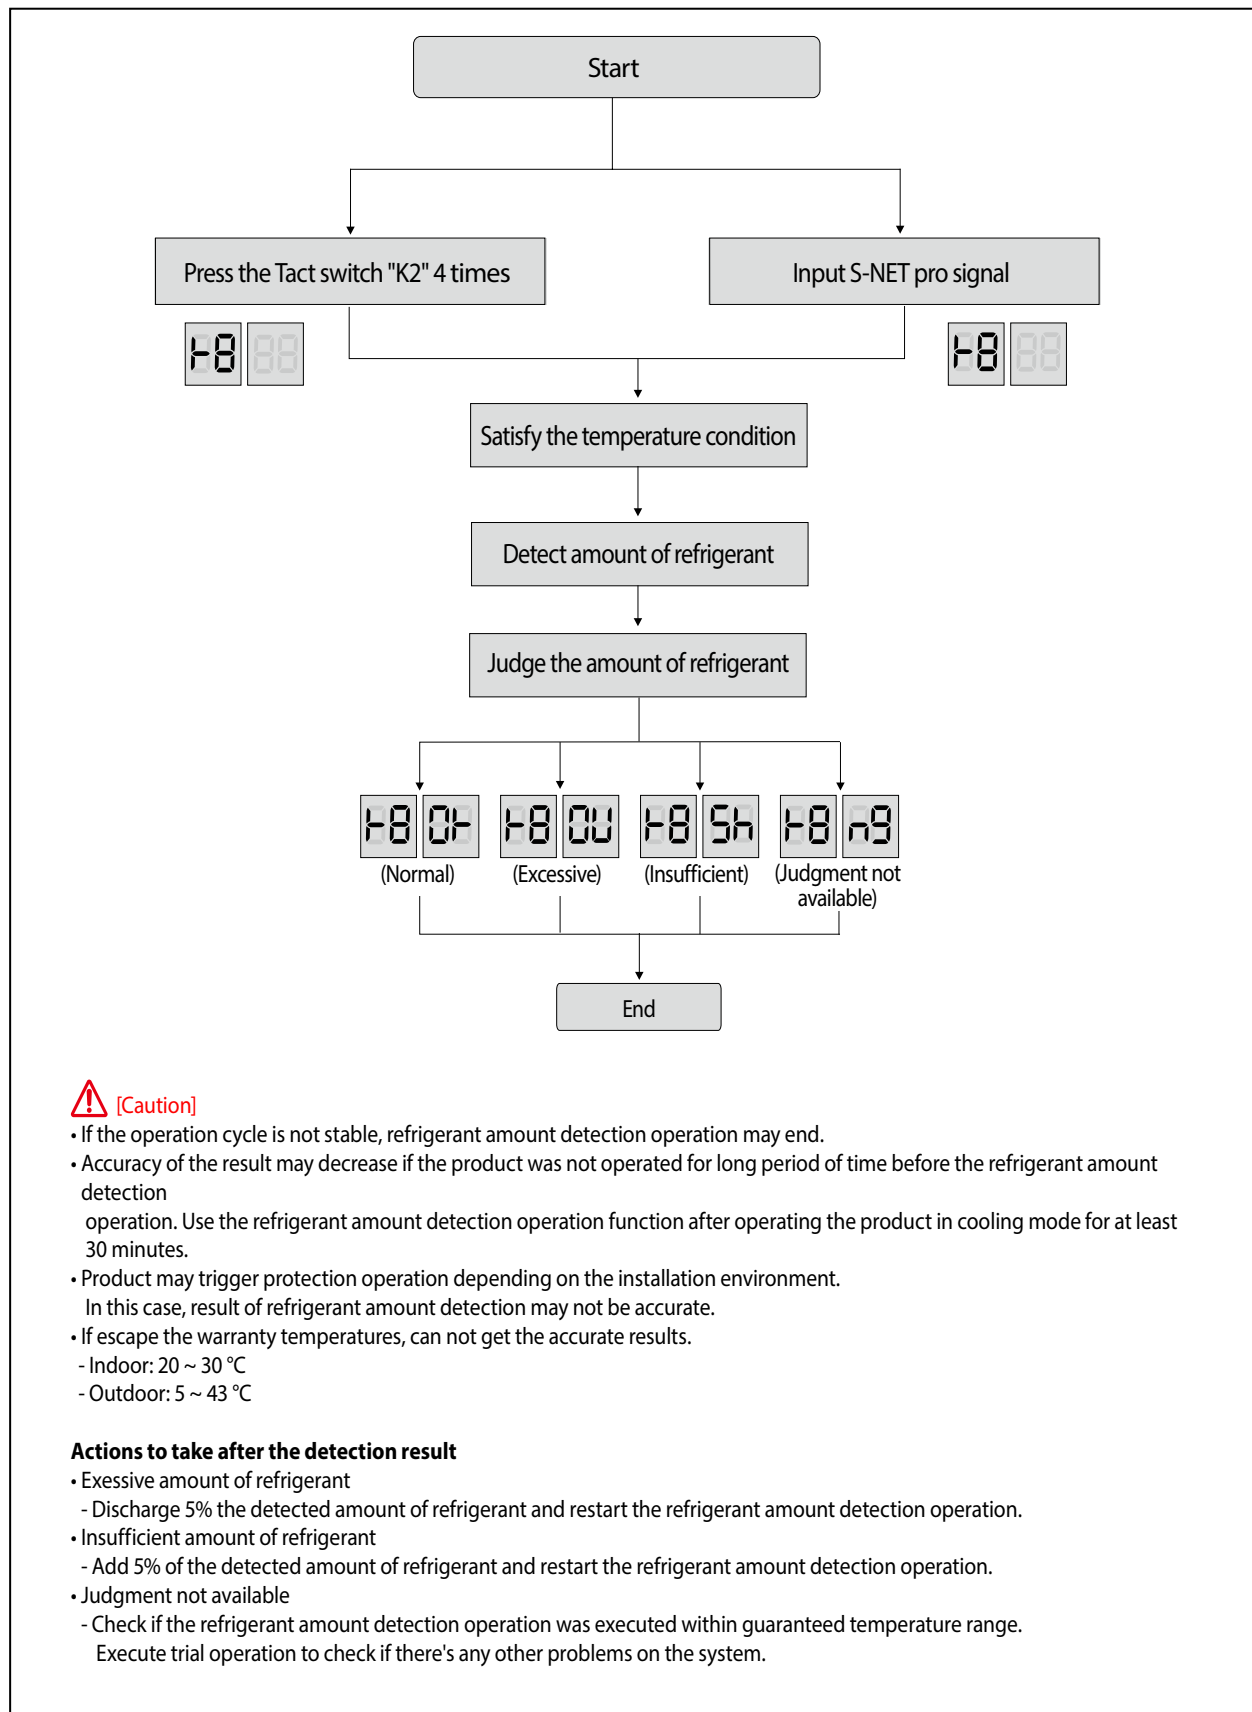 Start
Press the Tact switch "K2" 4 times
Input S-NET pro signal
Satisfy the temperature condition
Detect amount of refrigerant
Judge the amount of refrigerant
(Normal)
(Excessive)
(Insufficient)
(Judgment not
available)
End
[Caution]
• If the operation cycle is not stable, refrigerant amount detection operation may end.
• Accuracy of the result may decrease if the product was not operated for long period of time before the refrigerant amount
detection
operation. Use the refrigerant amount detection operation function after operating the product in cooling mode for at least
30 minutes.
• Product may trigger protection operation depending on the installation environment.
In this case, result of refrigerant amount detection may not be accurate.
• If escape the warranty temperatures, can not get the accurate results.
- Indoor: 20 ~ 30 °C
- Outdoor: 5 ~ 43 °C
Actions to take after the detection result
• Exessive amount of refrigerant
- Discharge 5% the detected amount of refrigerant and restart the refrigerant amount detection operation.
• Insufficient amount of refrigerant
- Add 5% of the detected amount of refrigerant and restart the refrigerant amount detection operation.
• Judgment not available
- Check if the refrigerant amount detection operation was executed within guaranteed temperature range.
Execute trial operation to check if there's any other problems on the system.